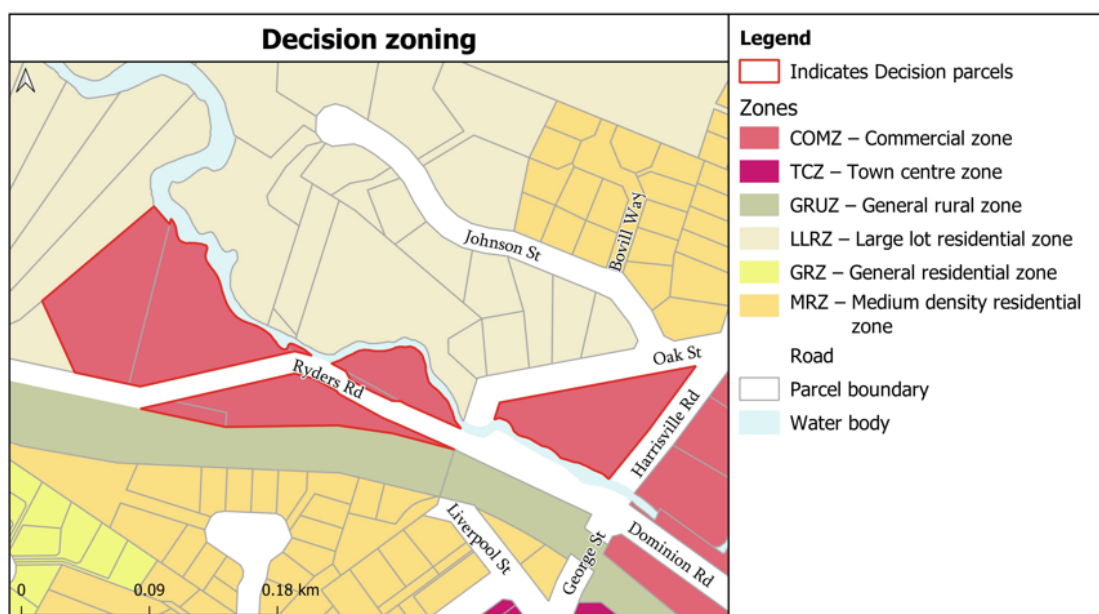 Decision zoning
Johnson St
Bovill Way
Oak St
Ryders Rd
Harrisville Rd
Liverpool St
George St
Dominion Rd
0
0.09
0.18 km
Legend
Indicates Decision parcels
Zones
COMZ – Commercial zone
TCZ – Town centre zone
GRUZ – General rural zone
LLRZ – Large lot residential zone
GRZ – General residential zone
MRZ – Medium density residential
zone
Road
Parcel boundary
Water body